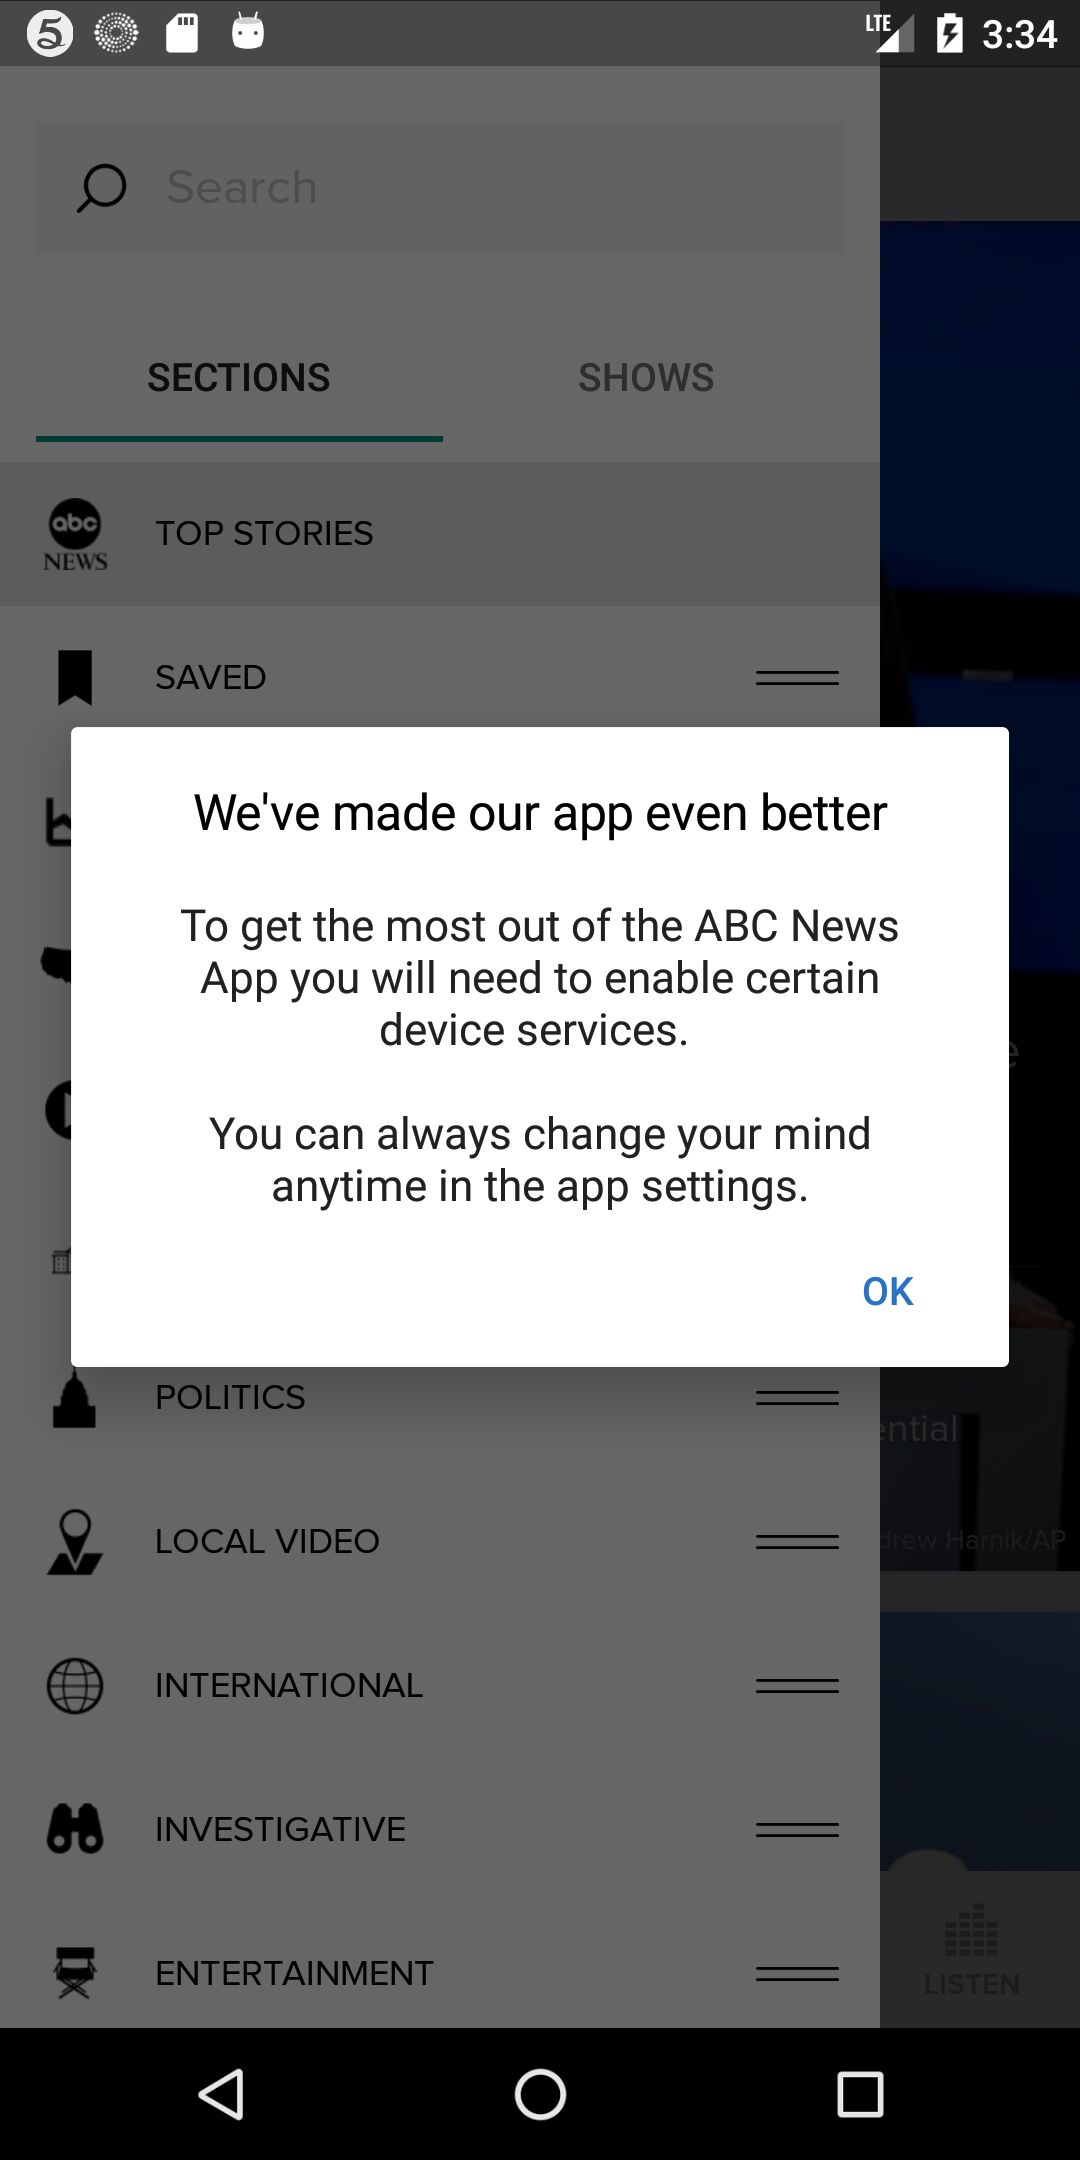 LTE 3:34
Search
SECTIONS SHOWS
abc
NEWS
TOP STORIES
SAVED
We've made our app even better
To get the most out of the ABC News
App you will need to enable certain
device services.
You can always change your mind
anytime in the app settings.
OK
POLITICS
ential
LOCAL VIDEO
drew Harnik/AP
INTERNATIONAL
INVESTIGATIVE
ENTERTAINMENT
LISTEN